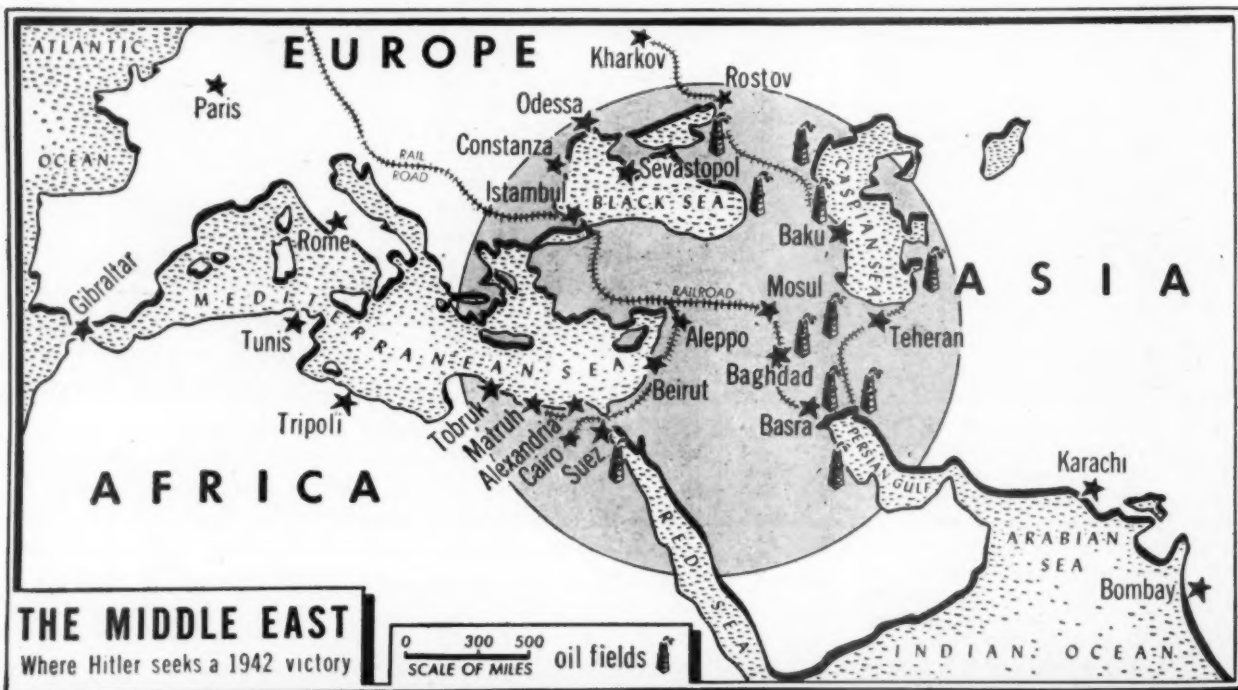 EUROPE
ATLANTIC
OCEAN
Paris
Kharkov
Rostov
Odessa
Constanza
Sevastopol
RAIL
ROAD
Istambul
BLACK SEA
CASPIAN SEA
Baku
ASIA
Rome
Gibraltar
MEDITERRANEAN SEA
Tunis
RAILROAD
Mosul
Aleppo
Teheran
Baghdad
Beirut
Tripoli
Tobruk
Matruh
Alexandria
Cairo
Suez
Basra
PERSIAN
GULF
Karachi
AFRICA
RED SEA
ARABIAN
SEA
Bombay
INDIAN OCEAN
THE MIDDLE EAST
Where Hitler seeks a 1942 victory
0 300 500
SCALE OF MILES
oil fields